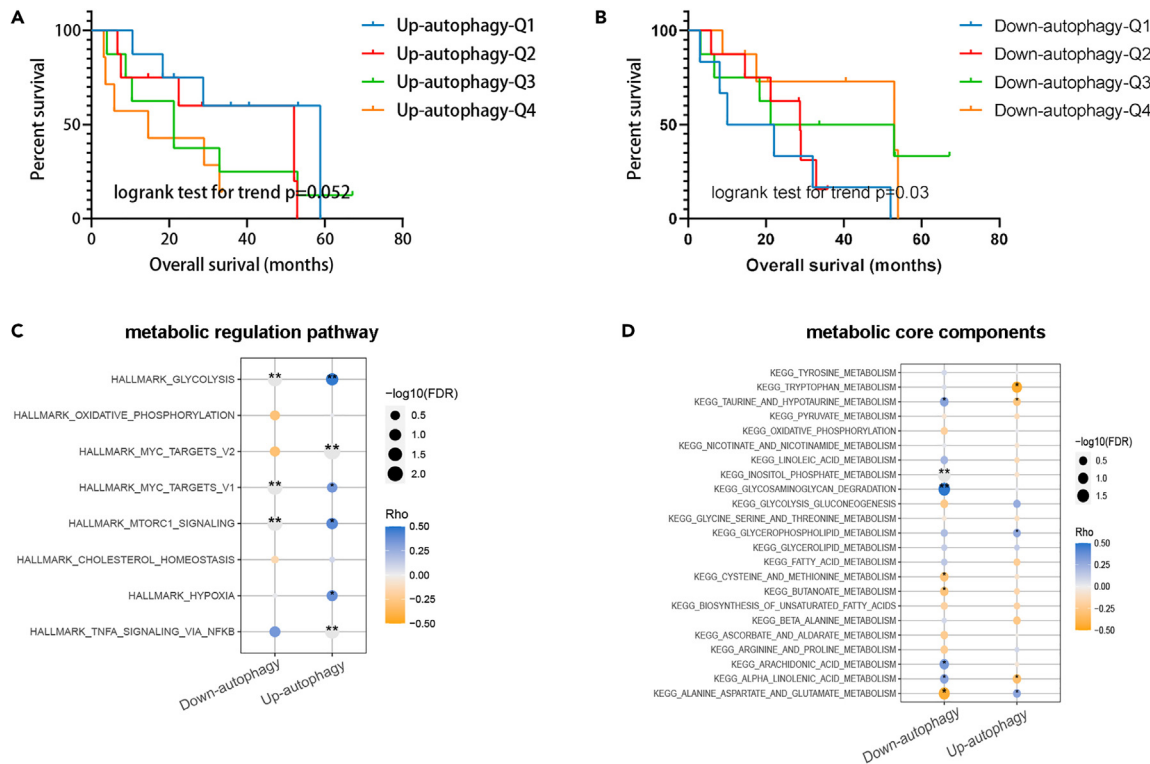 A
100
50
0
0
20
40
60
80
Percent survival
Overall surival (months)
logrank test for trend p=0.052
Up-autophagy-Q1
Up-autophagy-Q2
Up-autophagy-Q3
Up-autophagy-Q4
B
100
50
0
0
20
40
60
80
Percent survival
Overall surival (months)
logrank test for trend p=0.03
Down-autophagy-Q1
Down-autophagy-Q2
Down-autophagy-Q3
Down-autophagy-Q4
C
metabolic regulation pathway
HALLMARK_GLYCOLYSIS ** **
HALLMARK_OXIDATIVE_PHOSPHORYLATION
HALLMARK_MYC_TARGETS_V2 **
HALLMARK_MYC_TARGETS_V1 ** *
HALLMARK_MTORC1_SIGNALING ** *
HALLMARK_CHOLESTEROL_HOMEOSTASIS
HALLMARK_HYPOXIA *
HALLMARK_TNFA_SIGNALING_VIA_NFKB **
Down-autophagy
Up-autophagy
−log10(FDR)
0.5
1.0
1.5
2.0
Rho
0.50
0.25
0.00
−0.25
−0.50
D
metabolic core components
KEGG_TYROSINE_METABOLISM
KEGG_TRYPTOPHAN_METABOLISM *
KEGG_TAURINE_AND_HYPOTAURINE_METABOLISM * *
KEGG_PYRUVATE_METABOLISM
KEGG_OXIDATIVE_PHOSPHORYLATION
KEGG_NICOTINATE_AND_NICOTINAMIDE_METABOLISM
KEGG_LINOLEIC_ACID_METABOLISM
KEGG_INOSITOL_PHOSPHATE_METABOLISM **
KEGG_GLYCOSAMINOGLYCAN_DEGRADATION **
KEGG_GLYCOLYSIS_GLUCONEOGENESIS
KEGG_GLYCINE_SERINE_AND_THREONINE_METABOLISM
KEGG_GLYCEROPHOSPHOLIPID_METABOLISM *
KEGG_GLYCEROLIPID_METABOLISM
KEGG_FATTY_ACID_METABOLISM
KEGG_CYSTEINE_AND_METHIONINE_METABOLISM *
KEGG_BUTANOATE_METABOLISM *
KEGG_BIOSYNTHESIS_OF_UNSATURATED_FATTY_ACIDS
KEGG_BETA_ALANINE_METABOLISM
KEGG_ASCORBATE_AND_ALDARATE_METABOLISM
KEGG_ARGININE_AND_PROLINE_METABOLISM
KEGG_ARACHIDONIC_ACID_METABOLISM *
KEGG_ALPHA_LINOLENIC_ACID_METABOLISM * *
KEGG_ALANINE_ASPARTATE_AND_GLUTAMATE_METABOLISM * *
Down-autophagy
Up-autophagy
−log10(FDR)
0.5
1.0
1.5
Rho
0.50
0.25
0.00
−0.25
−0.50